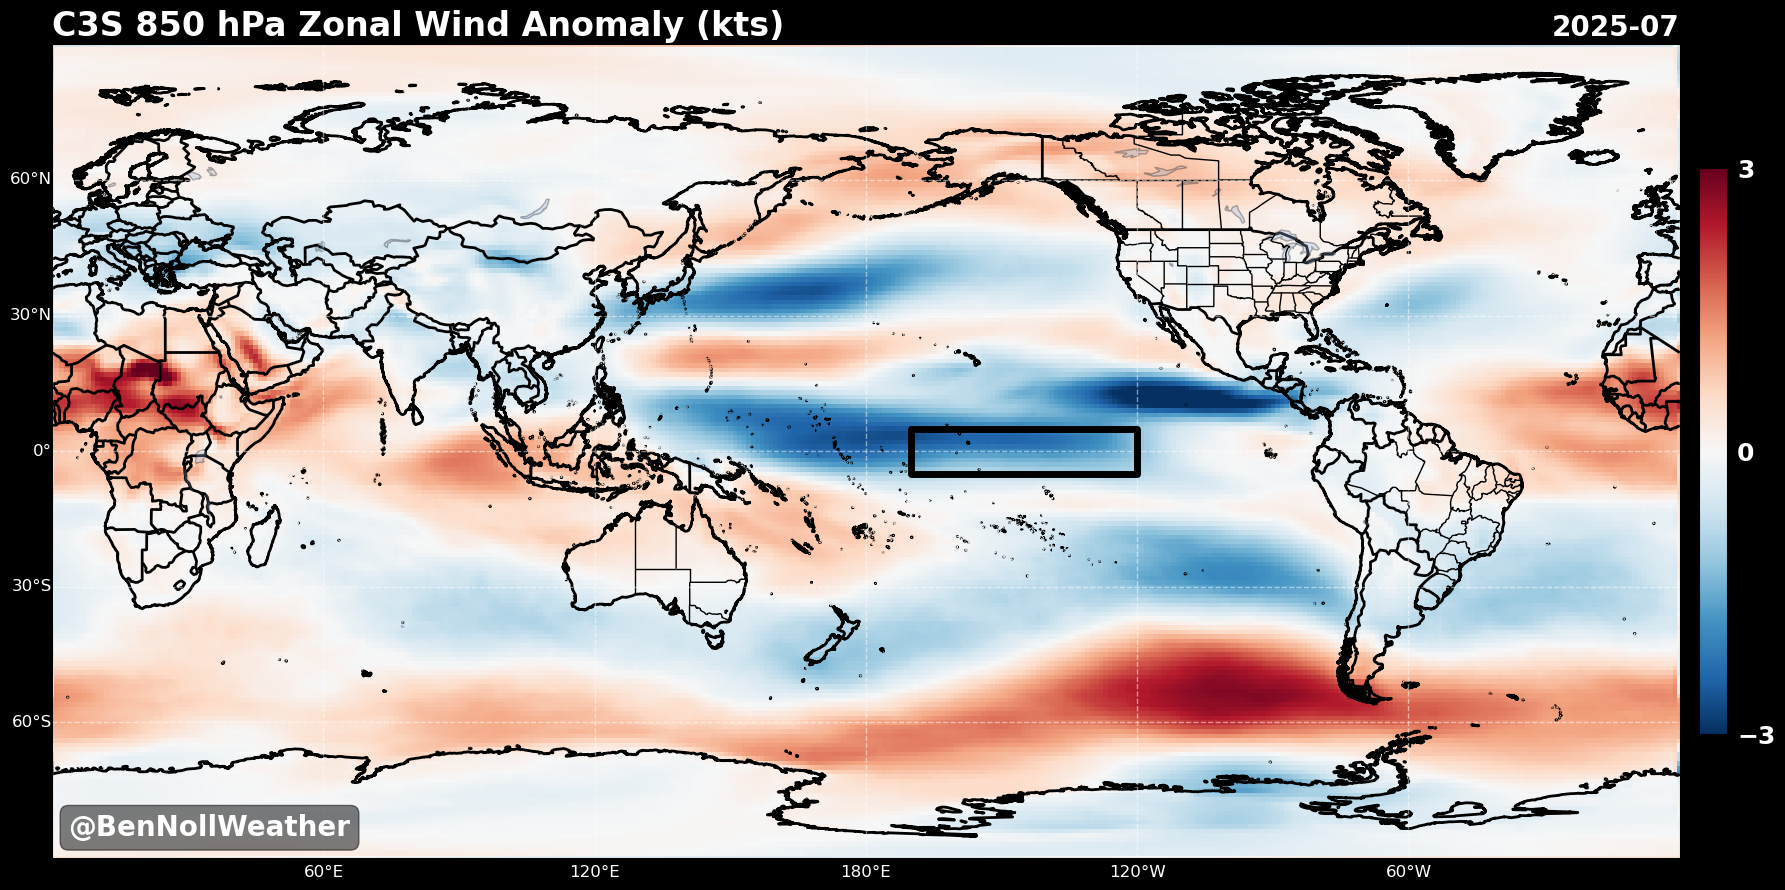 C3S 850 hPa Zonal Wind Anomaly (kts)
2025-07
60°N
30°N
0°
30°S
60°S
60°E
120°E
180°E
120°W
60°W
3
0
−3
@BenNollWeather